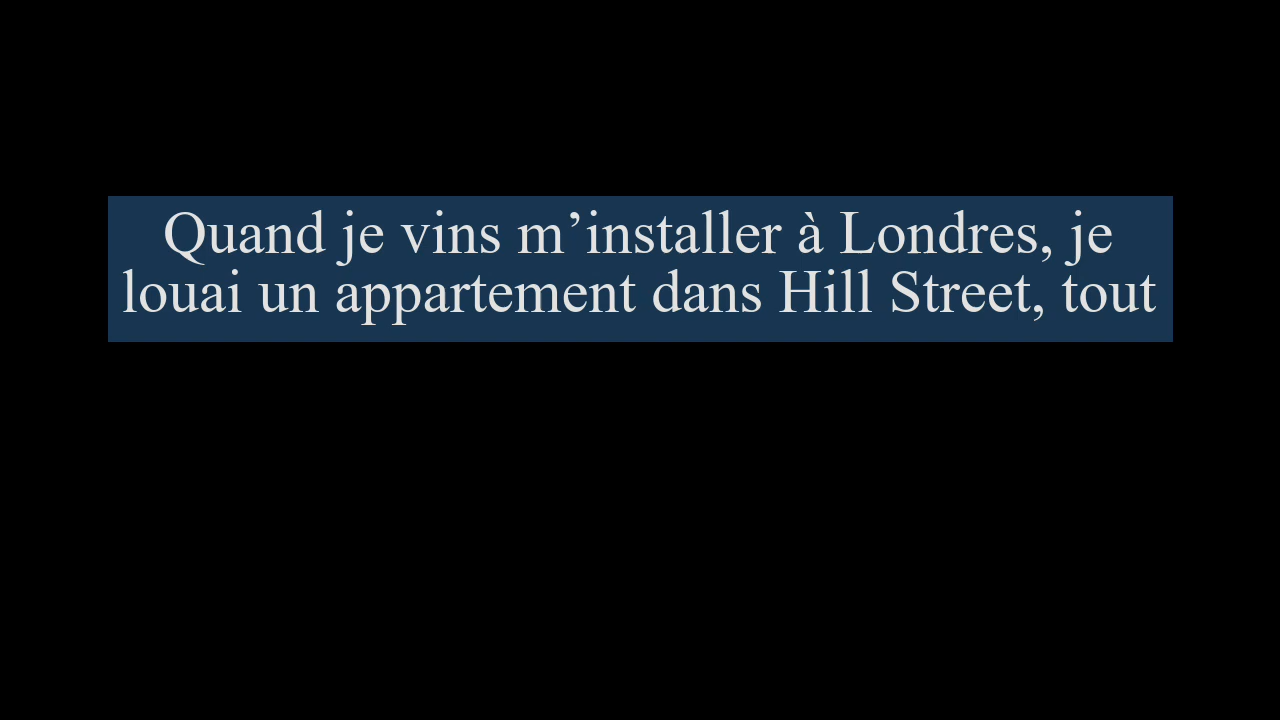 Quand je vins m’installer à Londres, je
louai un appartement dans Hill Street, tout